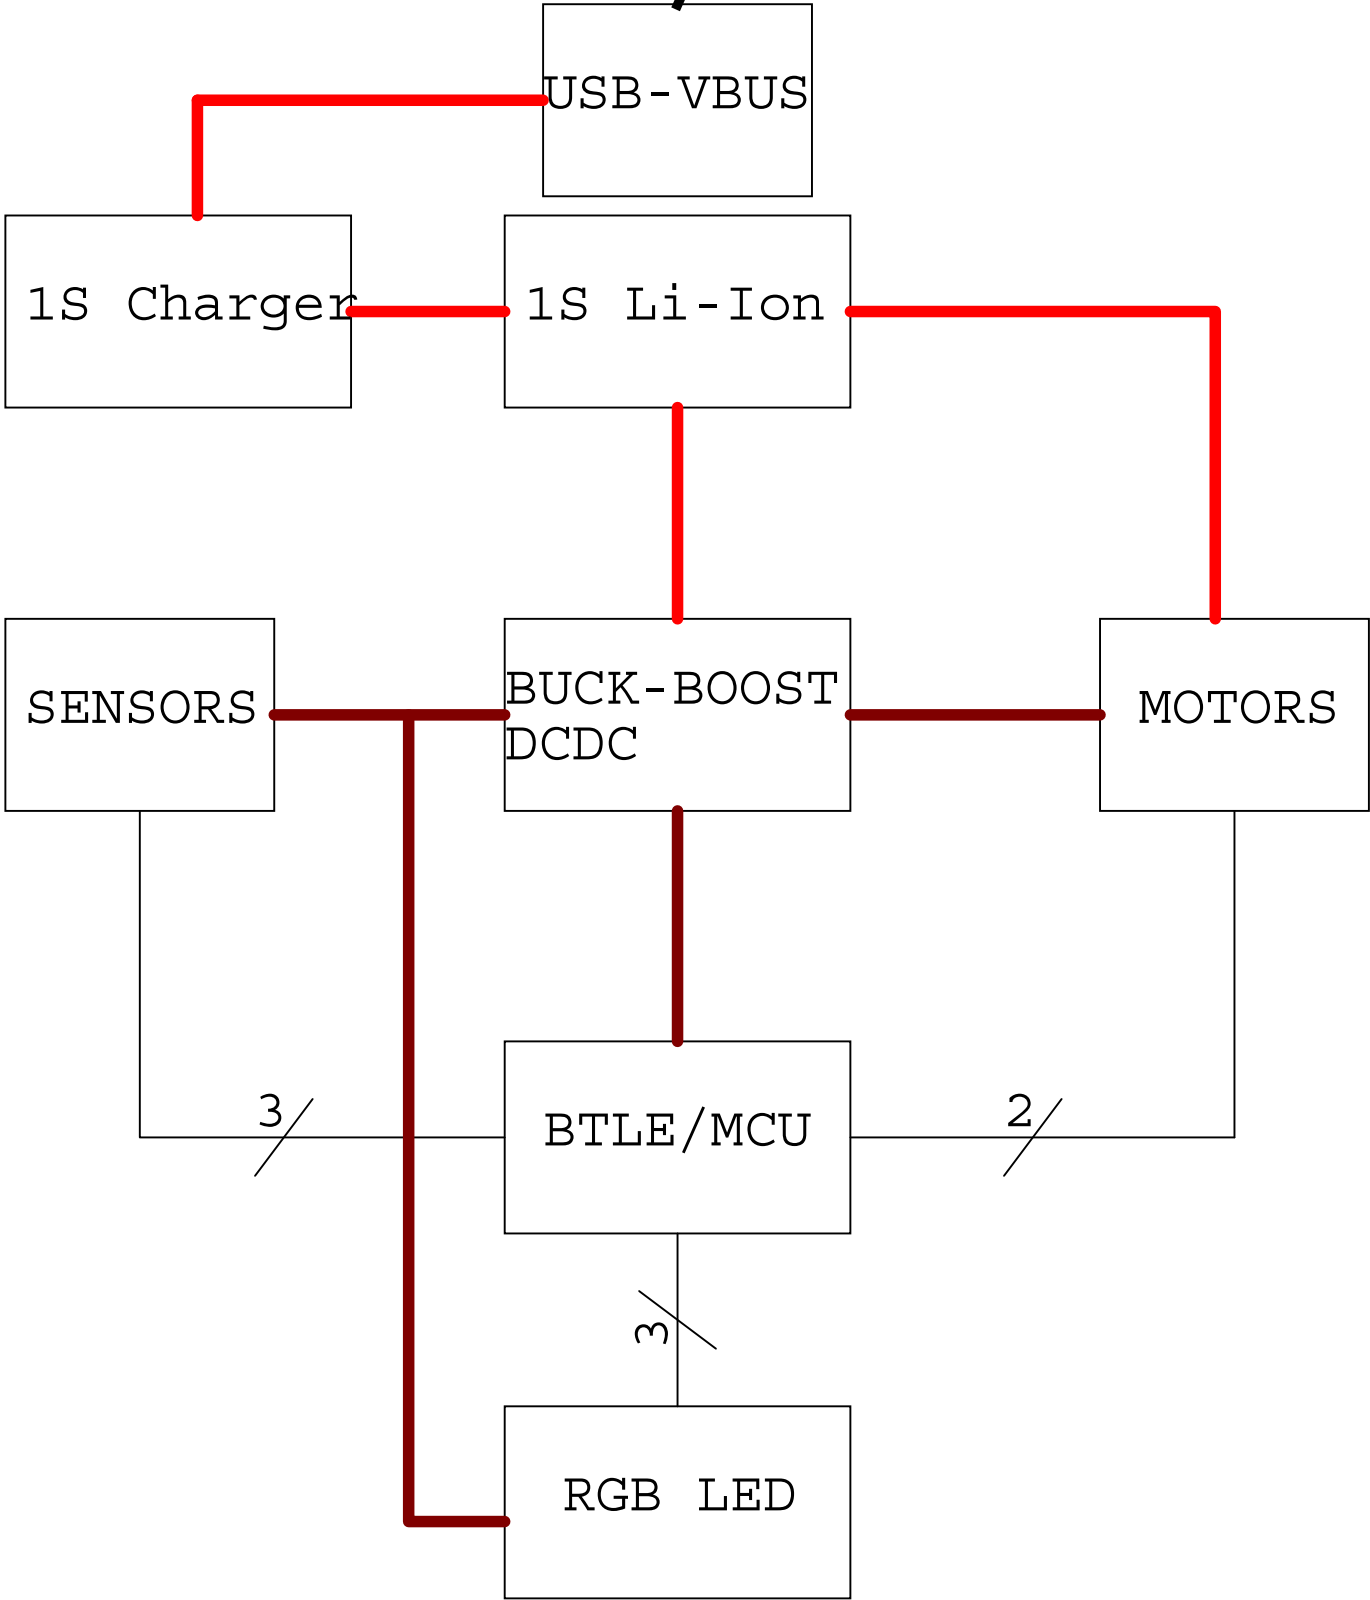 USB-VBUS
1S Charger
1S Li-Ion
SENSORS
BUCK-BOOST
DCDC
MOTORS
3
BTLE/MCU
2
3
RGB LED